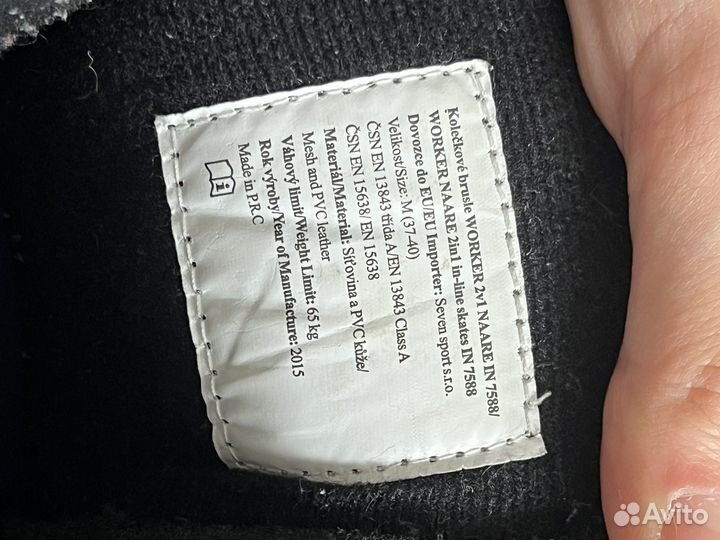 Kolečkové brusle WORKER 2v1 NAARE IN 7588/
WORKER NAARE 2in1 in-line skates IN 7588
Dovozce do EU/EU Importer: Seven sport s.r.o.
Velikost/Size: M (37-40)
ČSN EN 13843 třída A/EN 13843 Class A
ČSN EN 15638/EN 15638
Materiál/Material: Síťovina a PVC kůže/
Mesh and PVC leather
Váhový limit/Weight Limit: 65 kg
Rok výroby/Year of Manufacture: 2015
Made in P.R.C
Avito